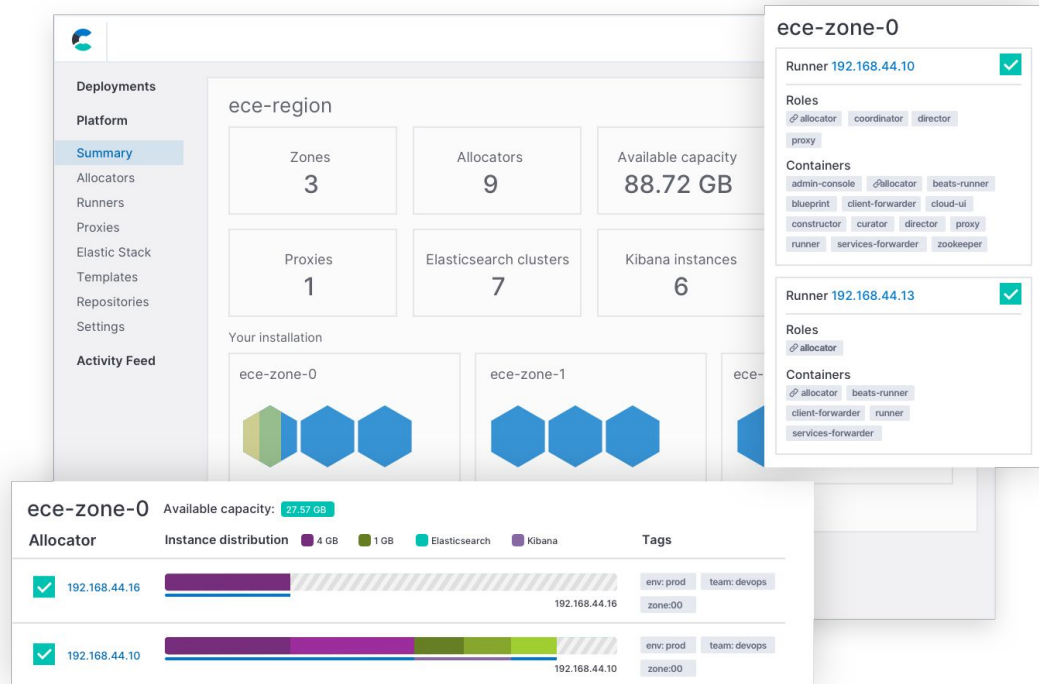 Deployments
Platform
Summary
Allocators
Runners
Proxies
Elastic Stack
Templates
Repositories
Settings
Activity Feed
ece-region
Zones
3
Allocators
9
Available capacity
88.72 GB
Proxies
1
Elasticsearch clusters
7
Kibana instances
6
Your installation
ece-zone-0
ece-zone-1
ece-
ece-zone-0
Runner 192.168.44.10
Roles
allocator coordinator director
proxy
Containers
admin-console allocator beats-runner
blueprint client-forwarder cloud-ui
constructor curator director proxy
runner services-forwarder zookeeper
Runner 192.168.44.13
Roles
allocator
Containers
allocator beats-runner
client-forwarder runner
services-forwarder
ece-zone-0 Available capacity: 27.57 GB
Allocator Instance distribution 4 GB 1 GB Elasticsearch Kibana Tags
192.168.44.16 env: prod team: devops
192.168.44.16 zone:00
192.168.44.10 env: prod team: devops
192.168.44.10 zone:00